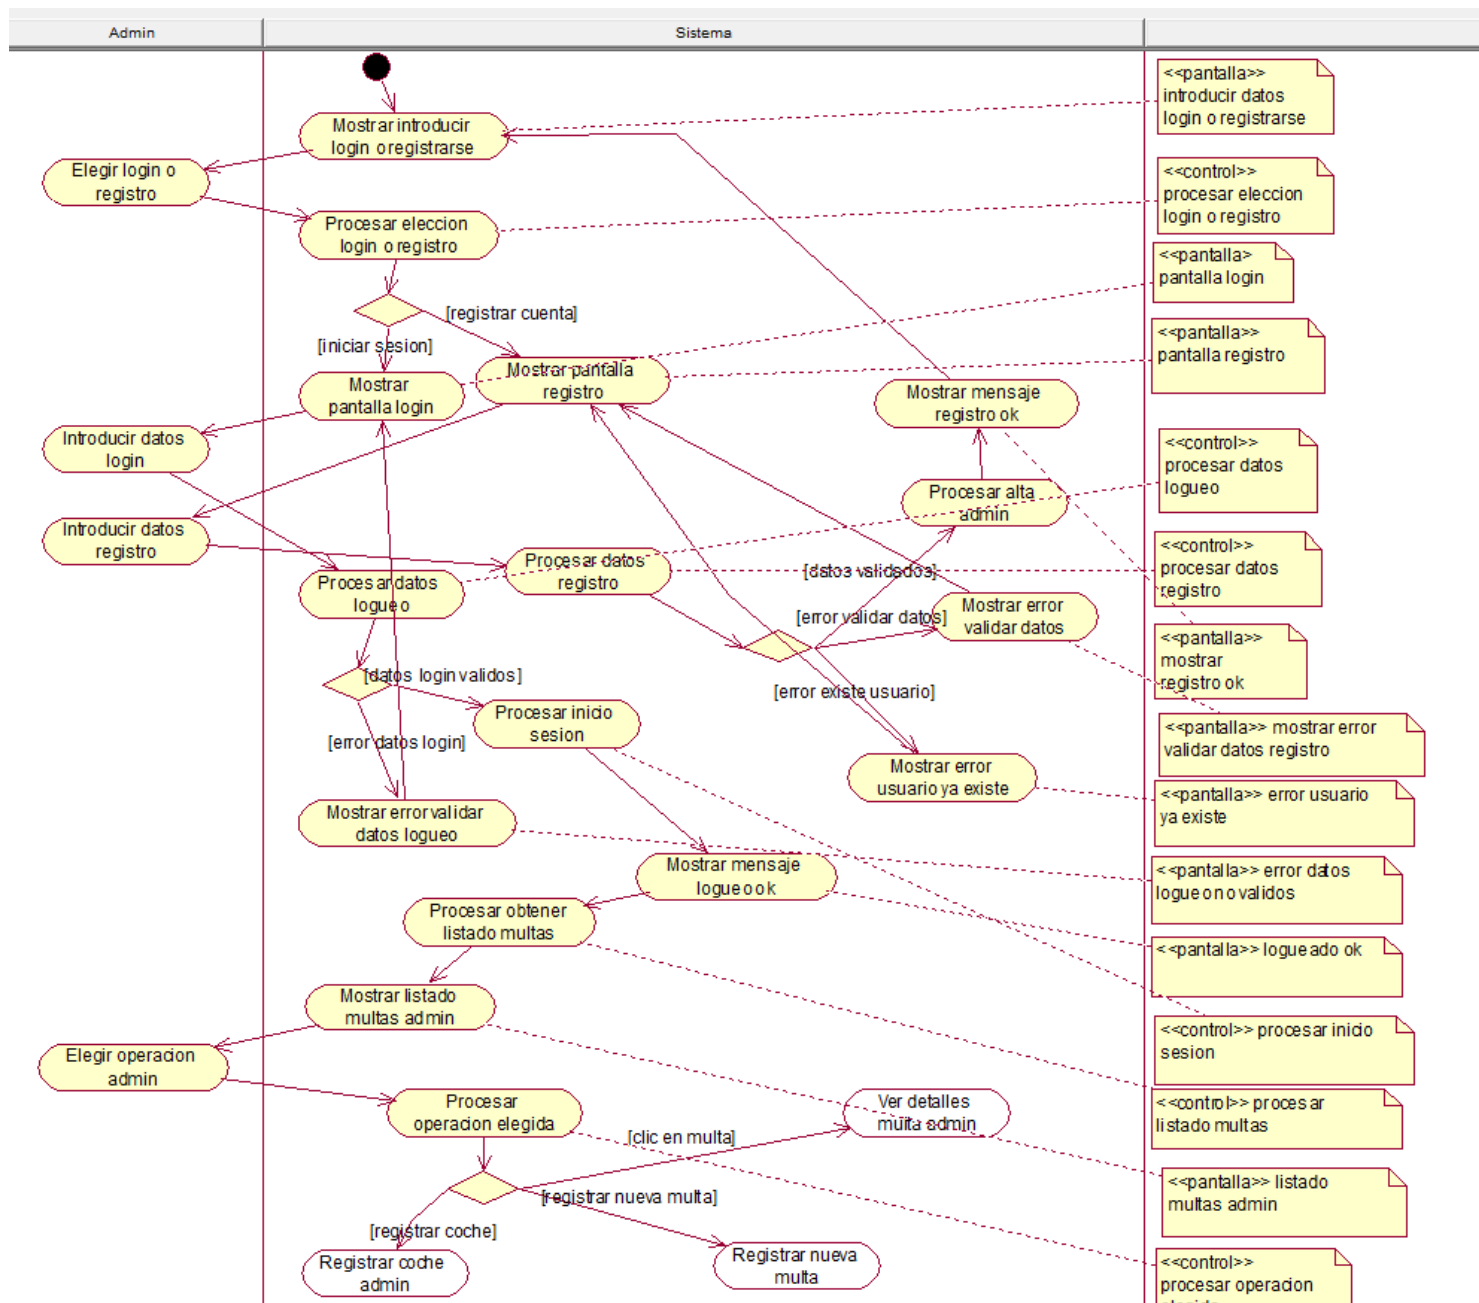 Admin
Sistema
Mostrar introducir
login o registrarse
<<pantalla>>
introducir datos
login o registrarse
Elegir login o
registro
<<control>>
procesar eleccion
login o registro
Procesar eleccion
login o registro
<<pantalla>
pantalla login
[registrar cuenta]
[iniciar sesion]
<<pantalla>>
pantalla registro
Mostrar pantalla
registro
Mostrar
pantalla login
Mostrar mensaje
registro ok
Introducir datos
login
<<control>>
procesar datos
logueo
Procesar alta
admin
Introducir datos
registro
Procesar datos
registro
<<control>>
procesar datos
registro
Procesar datos
logueo
[datos validados]
[error validar datos]
Mostrar error
validar datos
<<pantalla>>
mostrar
registro ok
[datos login validos]
[error existe usuario]
Procesar inicio
sesion
[error datos login]
<<pantalla>> mostrar error
validar datos registro
Mostrar error
usuario ya existe
<<pantalla>> error usuario
ya existe
Mostrar error validar
datos logueo
Mostrar mensaje
logueo ok
<<pantalla>> error datos
logueo no validos
Procesar obtener
listado multas
<<pantalla>> logueado ok
Mostrar listado
multas admin
<<control>> procesar inicio
sesion
Elegir operacion
admin
Procesar
operacion elegida
Ver detalles
multa admin
<<control>> procesar
listado multas
[clic en multa]
[registrar nueva multa]
<<pantalla>> listado
multas admin
[registrar coche]
Registrar coche
admin
Registrar nueva
multa
<<control>>
procesar operacion